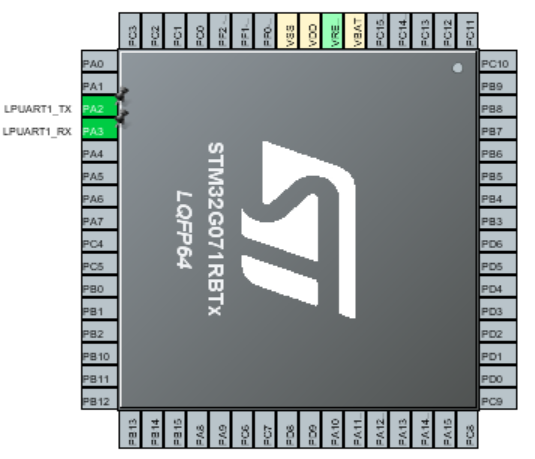 PC3 PC2 PC1 PC0 PF2-.. PF1-.. PF0-.. VSS VDD VRE.. VBAT PC15.. PC14.. PC13 PC12 PC11
PA0 PC10
PA1 PB9
LPUART1_TX PA2 PB8
LPUART1_RX PA3 PB7
PA4 PB6
PA5 PB5
PA6 PB4
PA7 PB3
PC4 PD6
PC5 PD5
PB0 PD4
PB1 PD3
PB2 PD2
PB10 PD1
PB11 PD0
PB12 PC9
STM32G071RBTx
LQFP64
PB13 PB14 PB15 PA8 PA9 PC6 PC7 PD8 PD9 PA10 PA11.. PA12.. PA13 PA14.. PA15 PC8